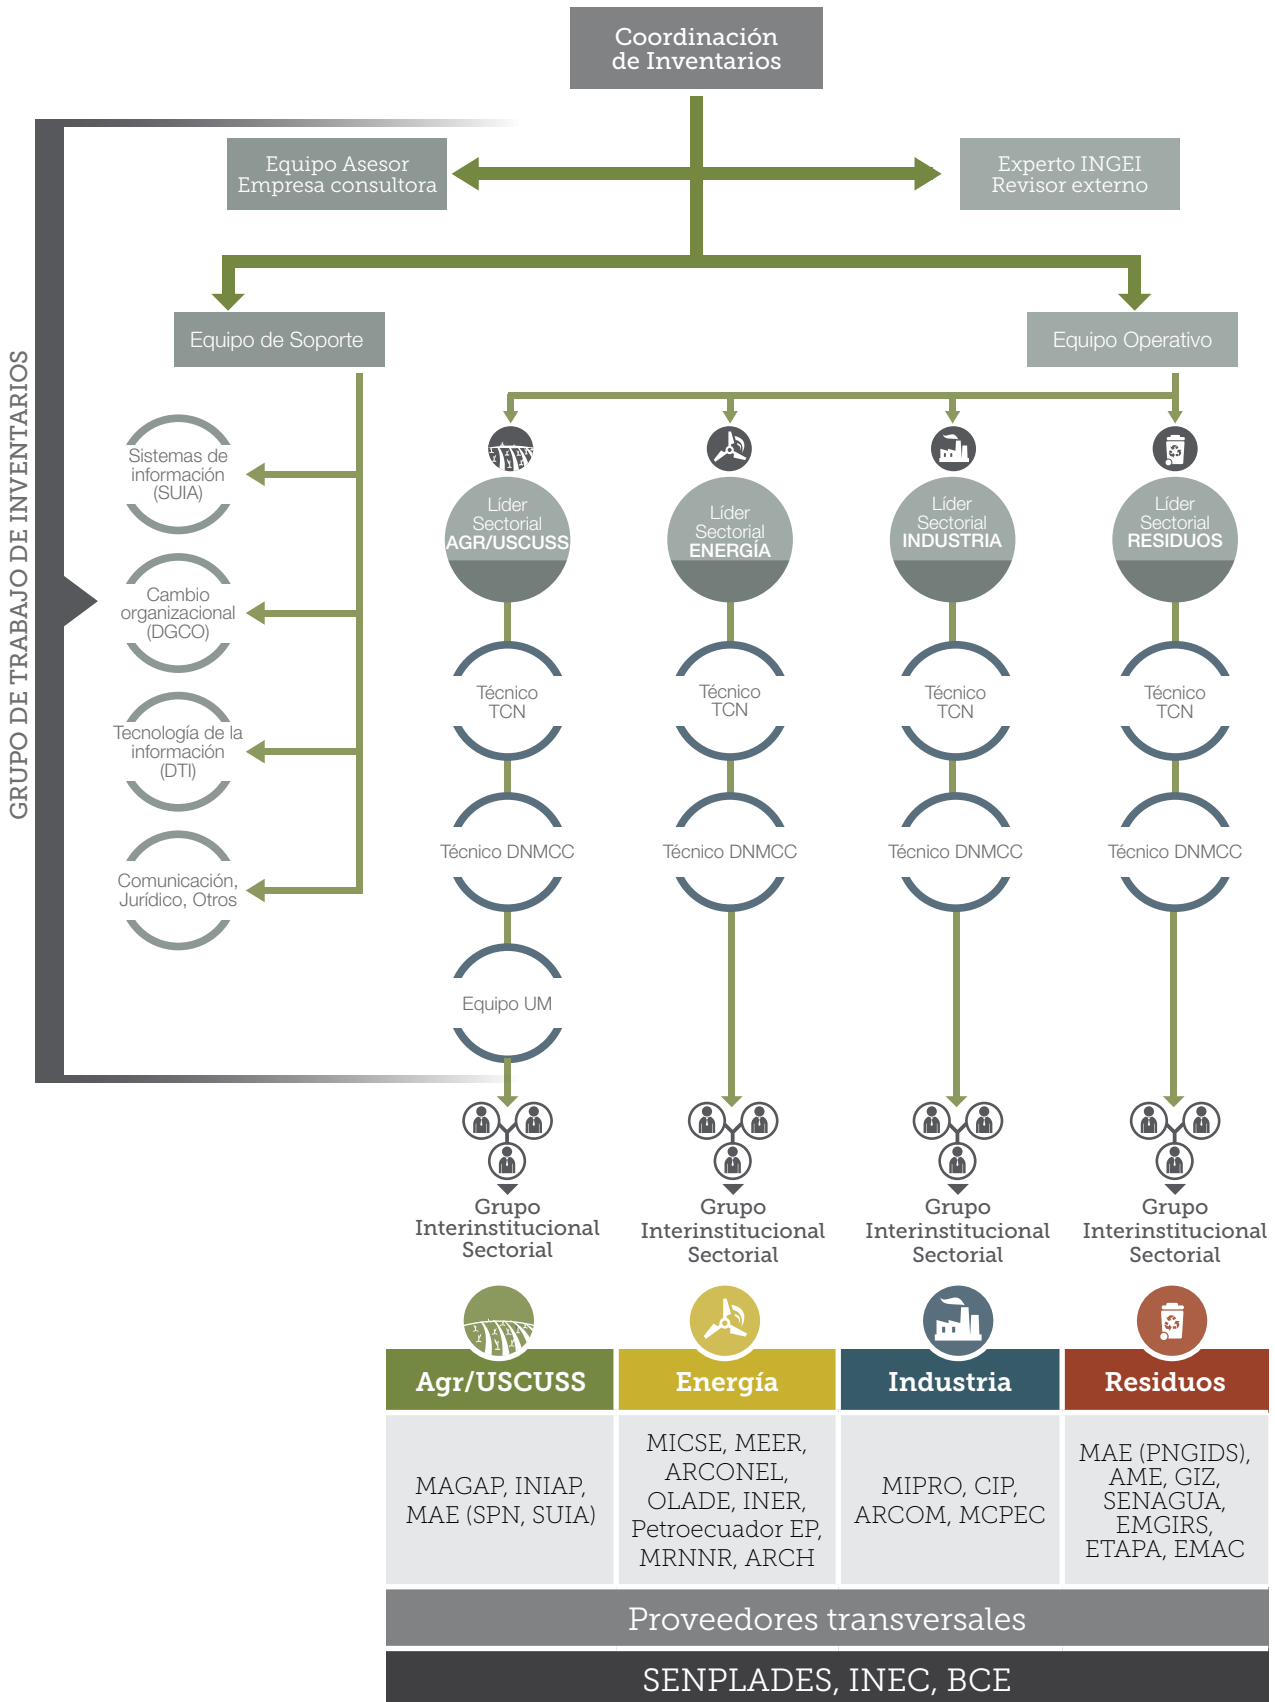 Coordinación
de Inventarios
Equipo Asesor
Empresa consultora
Experto INGEI
Revisor externo
GRUPO DE TRABAJO DE INVENTARIOS
Equipo de Soporte
Equipo Operativo
Sistemas de
información
(SUIA)
Cambio
organizacional
(DGCO)
Tecnología de la
información
(DTI)
Comunicación,
Jurídico, Otros
Líder
Sectorial
AGR/USCUSS
Técnico
TCN
Técnico DNMCC
Equipo UM
Grupo
Interinstitucional
Sectorial
Líder
Sectorial
ENERGÍA
Técnico
TCN
Técnico DNMCC
Grupo
Interinstitucional
Sectorial
Líder
Sectorial
INDUSTRIA
Técnico
TCN
Técnico DNMCC
Grupo
Interinstitucional
Sectorial
Líder
Sectorial
RESIDUOS
Técnico
TCN
Técnico DNMCC
Grupo
Interinstitucional
Sectorial
Agr/USCUSS
MAGAP, INIAP,
MAE (SPN, SUIA)
Energía
MICSE, MEER,
ARCONEL,
OLADE, INER,
Petroecuador EP,
MRNNR, ARCH
Industria
MIPRO, CIP,
ARCOM, MCPEC
Residuos
MAE (PNGIDS),
AME, GIZ,
SENAGUA,
EMGIRS,
ETAPA, EMAC
Proveedores transversales
SENPLADES, INEC, BCE